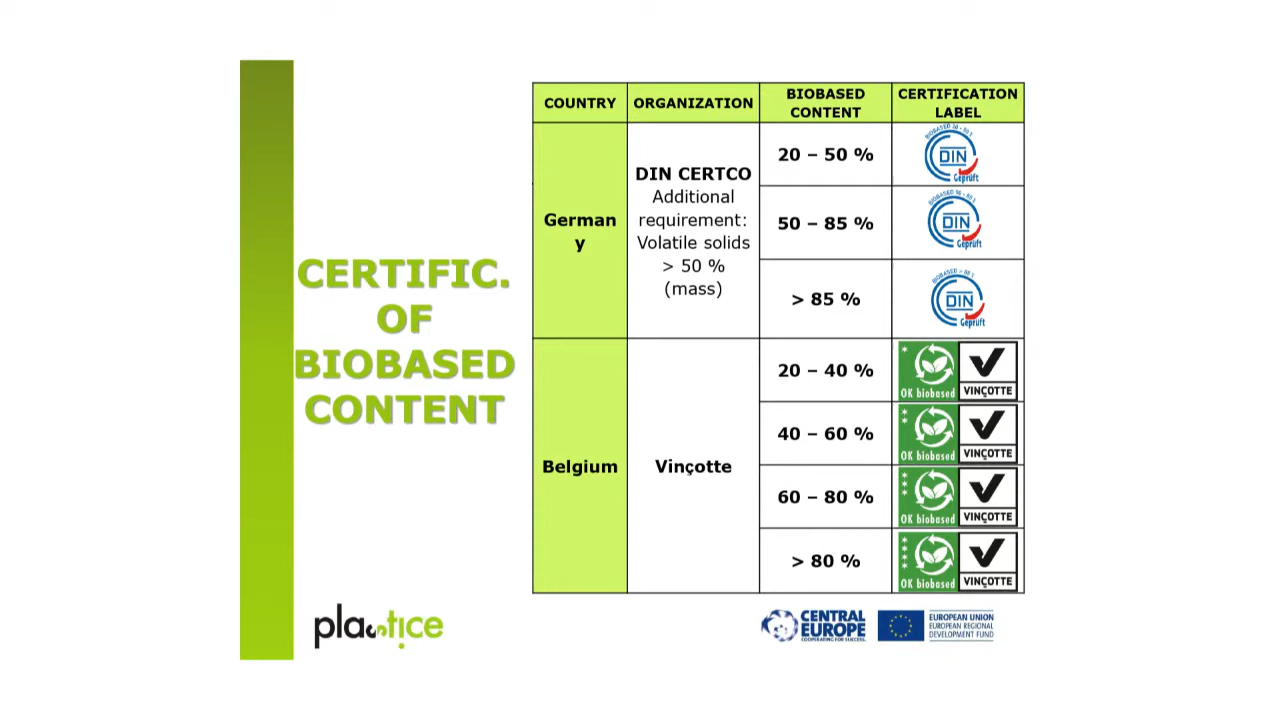 CERTIFIC.
OF
BIOBASED
CONTENT
COUNTRY
ORGANIZATION
BIOBASED
CONTENT
CERTIFICATION
LABEL
German
y
DIN CERTCO
Additional
requirement:
Volatile solids
> 50 %
(mass)
20 – 50 %
DIN
Geprüft
50 – 85 %
DIN
Geprüft
> 85 %
DIN
Geprüft
Belgium
Vinçotte
20 – 40 %
OK biobased
VINÇOTTE
40 – 60 %
OK biobased
VINÇOTTE
60 – 80 %
OK biobased
VINÇOTTE
> 80 %
OK biobased
VINÇOTTE
plastice
CENTRAL
EUROPE
COOPERATING FOR SUCCESS.
EUROPEAN UNION
EUROPEAN REGIONAL
DEVELOPMENT FUND